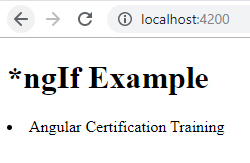 localhost:4200
*ngIf Example
• Angular Certification Training